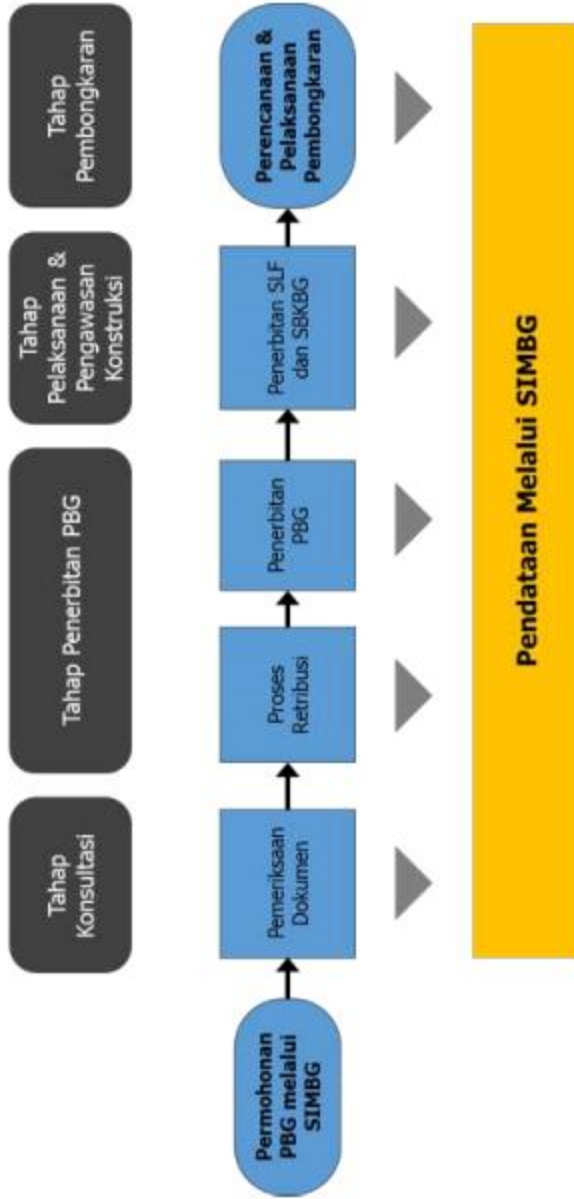 Tahap
Konsultasi
Tahap Penerbitan PBG
Tahap
Pelaksanaan &
Pengawasan
Konstruksi
Tahap
Pembongkaran
Permohonan
PBG melalui
SIMBG
Pemeriksaan
Dokumen
Proses
Retribusi
Penerbitan
PBG
Penerbitan SLF
dan SBKBG
Perencanaan &
Pelaksanaan
Pembongkaran
Pendataan Melalui SIMBG